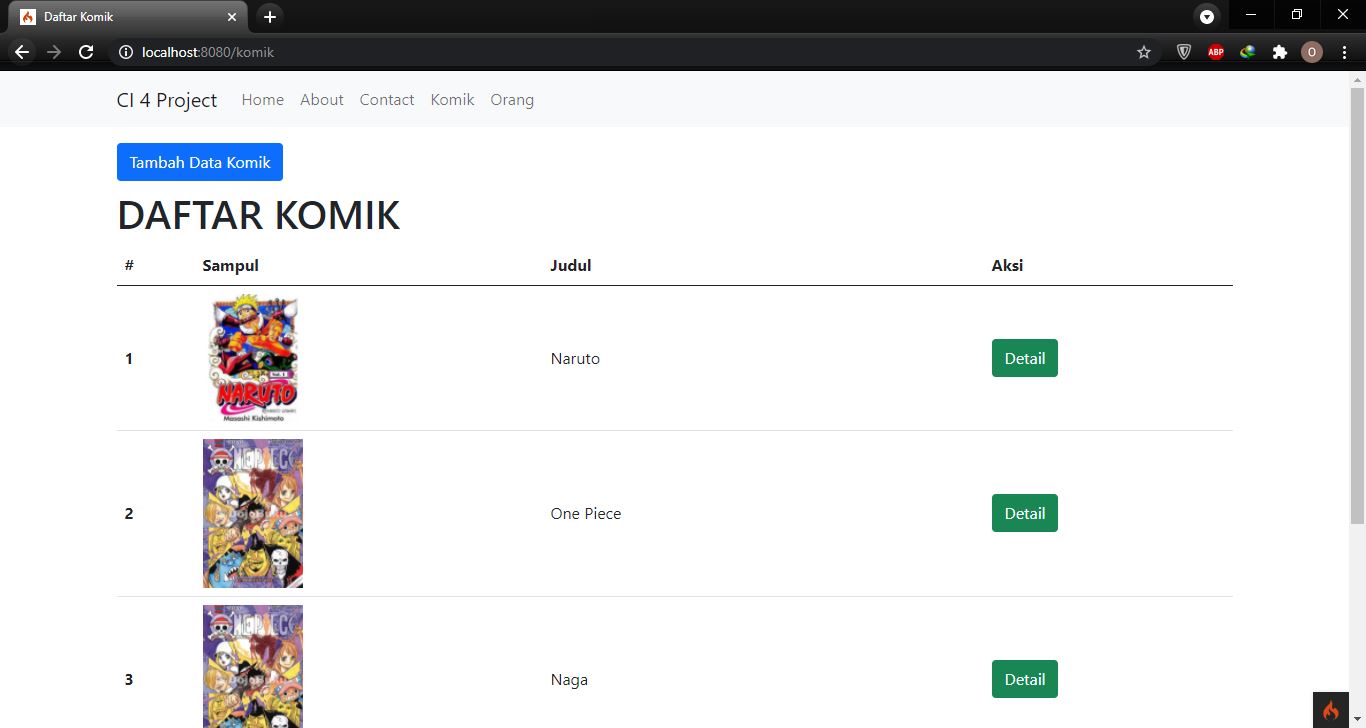 Daftar Komik
localhost:8080/komik
ABP
O
CI 4 Project Home About Contact Komik Orang
Tambah Data Komik
DAFTAR KOMIK
# Sampul Judul Aksi
Vol. 1
NARUTO
Masashi Kishimoto
1 Naruto Detail
ONE PIECE
2 One Piece Detail
ONE PIECE
3 Naga Detail